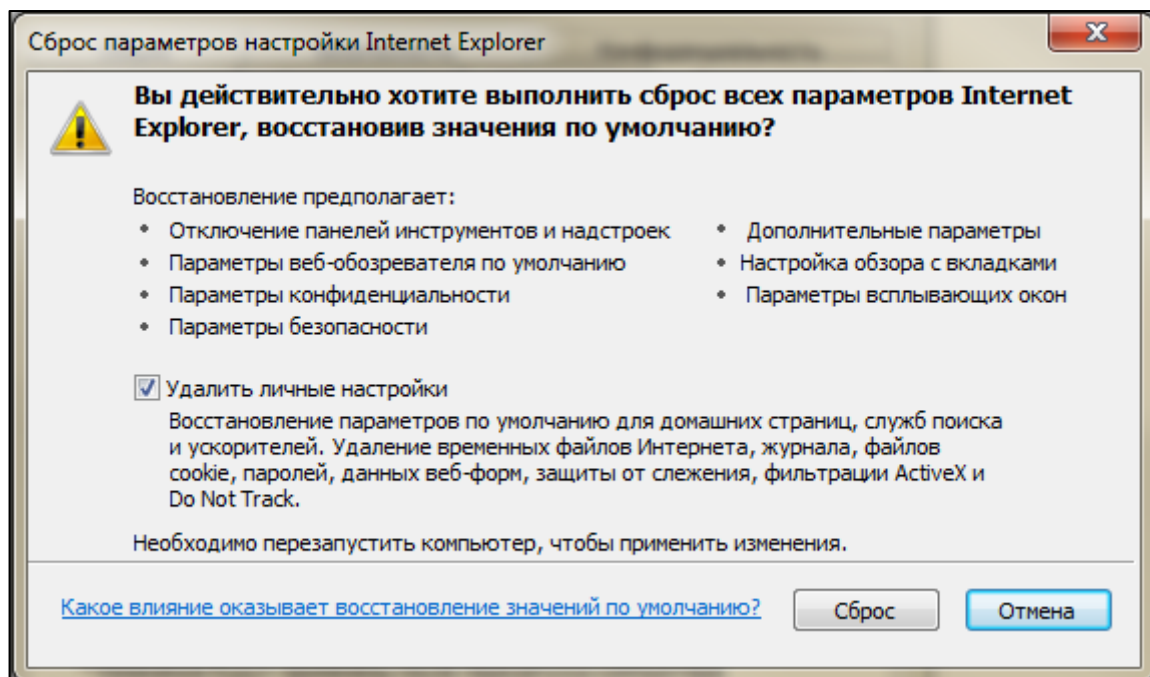 Сброс параметров настройки Internet Explorer
Вы действительно хотите выполнить сброс всех параметров Internet
Explorer, восстановив значения по умолчанию?
Восстановление предполагает:
• Отключение панелей инструментов и надстроек
• Параметры веб-обозревателя по умолчанию
• Параметры конфиденциальности
• Параметры безопасности
• Дополнительные параметры
• Настройка обзора с вкладками
• Параметры всплывающих окон
Удалить личные настройки
Восстановление параметров по умолчанию для домашних страниц, служб поиска
и ускорителей. Удаление временных файлов Интернета, журнала, файлов
cookie, паролей, данных веб-форм, защиты от слежения, фильтрации ActiveX и
Do Not Track.
Необходимо перезапустить компьютер, чтобы применить изменения.
Какое влияние оказывает восстановление значений по умолчанию?
Сброс
Отмена